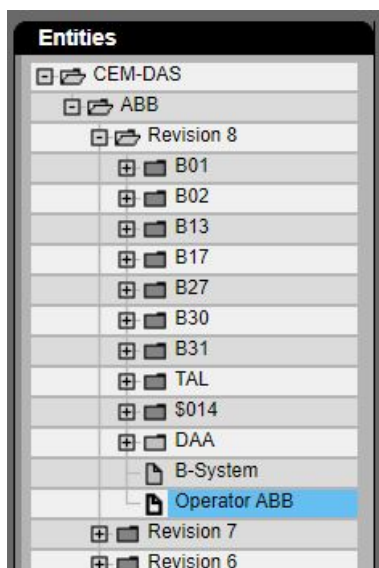 Entities
CEM-DAS
ABB
Revision 8
B01
B02
B13
B17
B27
B30
B31
TAL
$014
DAA
B-System
Operator ABB
Revision 7
Revision 6